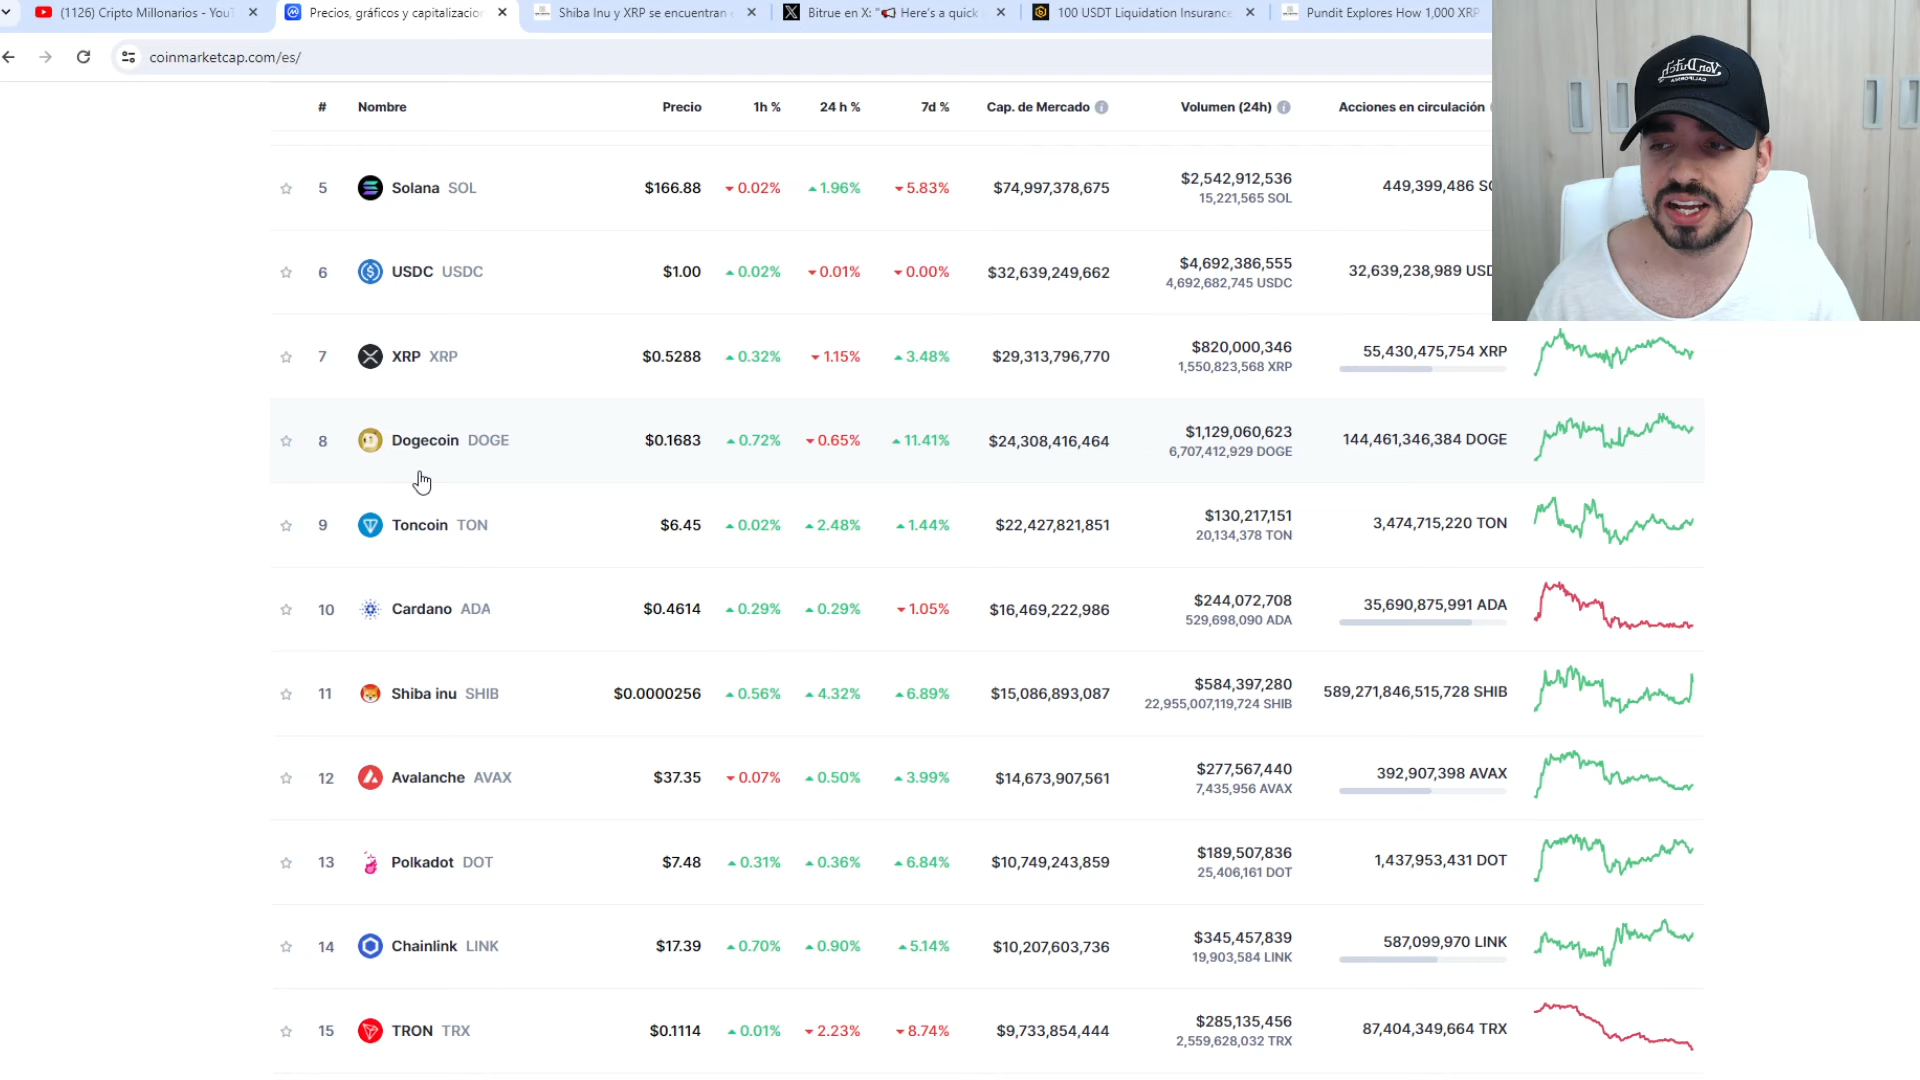 (1126) Cripto Millonarios - You
Precios, gráficos y capitalizacio
Shiba Inu y XRP se encuentran
Bitrue en X: "📢 Here's a quick
100 USDT Liquidation Insurance
Pundit Explores How 1,000 XRP
coinmarketcap.com/es/
# Nombre Precio 1h % 24 h % 7d % Cap. de Mercado Volumen (24h) Acciones en circulación
5 Solana SOL $166.88 0.02% 1.96% 5.83% $74,997,378,675 $2,542,912,536 449,399,486 SO
15,221,565 SOL
6 USDC USDC $1.00 0.02% 0.01% 0.00% $32,639,249,662 $4,692,386,555 32,639,238,989 USD
4,692,682,745 USDC
7 XRP XRP $0.5288 0.32% 1.15% 3.48% $29,313,796,770 $820,000,346 55,430,475,754 XRP
1,550,823,568 XRP
8 Dogecoin DOGE $0.1683 0.72% 0.65% 11.41% $24,308,416,464 $1,129,060,623 144,461,346,384 DOGE
6,707,412,929 DOGE
9 Toncoin TON $6.45 0.02% 2.48% 1.44% $22,427,821,851 $130,217,151 3,474,715,220 TON
20,134,378 TON
10 Cardano ADA $0.4614 0.29% 0.29% 1.05% $16,469,222,986 $244,072,708 35,690,875,991 ADA
529,698,090 ADA
11 Shiba inu SHIB $0.0000256 0.56% 4.32% 6.89% $15,086,893,087 $584,397,280 589,271,846,515,728 SHIB
22,955,007,119,724 SHIB
12 Avalanche AVAX $37.35 0.07% 0.50% 3.99% $14,673,907,561 $277,567,440 392,907,398 AVAX
7,435,956 AVAX
13 Polkadot DOT $7.48 0.31% 0.36% 6.84% $10,749,243,859 $189,507,836 1,437,953,431 DOT
25,406,161 DOT
14 Chainlink LINK $17.39 0.70% 0.90% 5.14% $10,207,603,736 $345,457,839 587,099,970 LINK
19,903,584 LINK
15 TRON TRX $0.1114 0.01% 2.23% 8.74% $9,733,854,444 $285,135,456 87,404,349,664 TRX
2,559,628,032 TRX
Von Dutch
CALIFORNIA